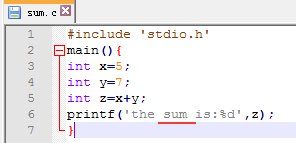 sum.c
1 #include 'stdio.h'
2 main(){
3 int x=5;
4 int y=7;
5 int z=x+y;
6 printf('the sum is:%d',z);
7 }